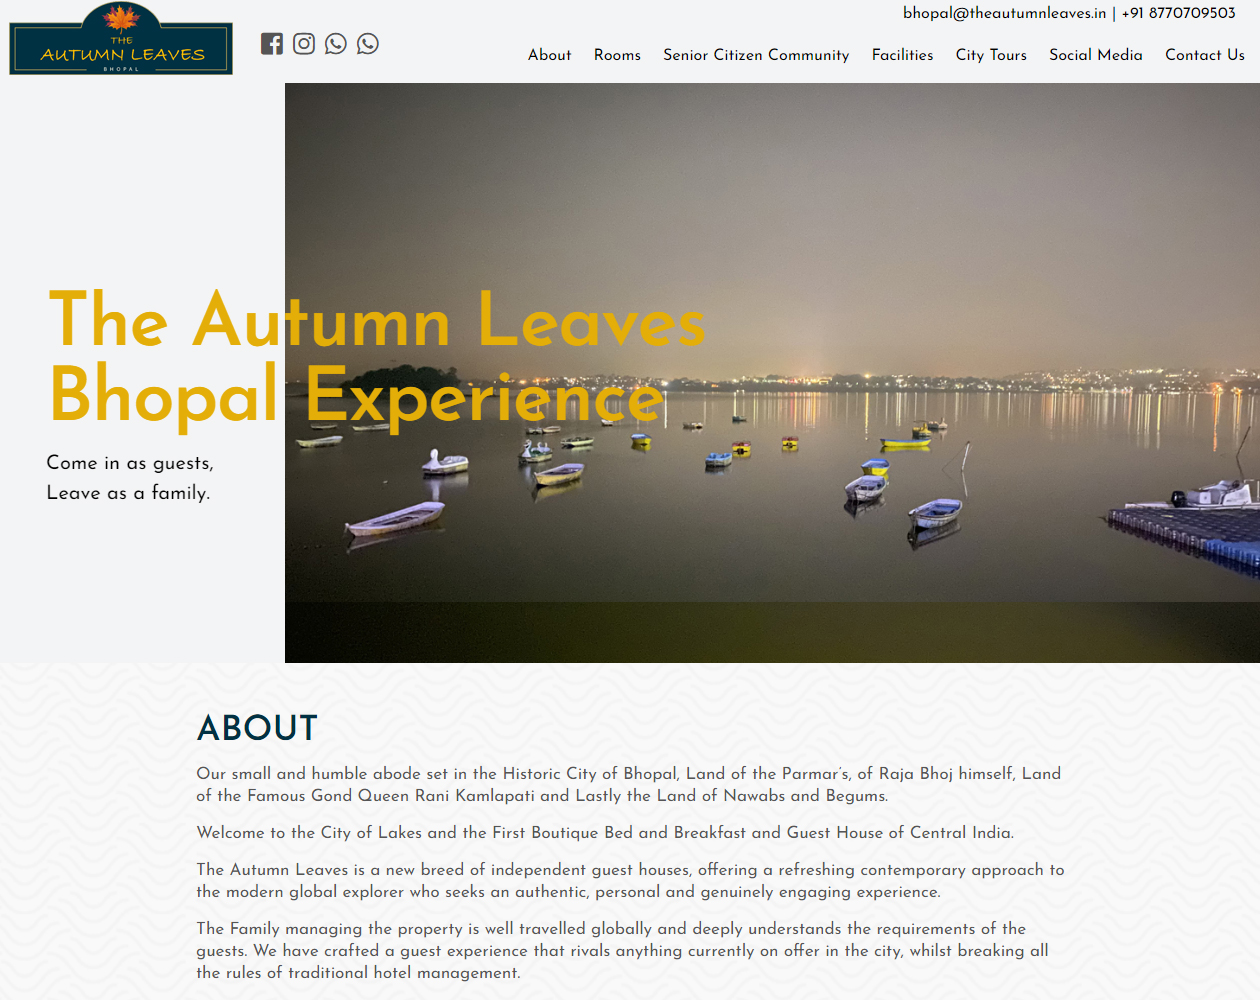 THE
AUTUMN LEAVES
BHOPAL
bhopal@theautumnleaves.in | +91 8770709503
About Rooms Senior Citizen Community Facilities City Tours Social Media Contact Us
The Autumn Leaves
Bhopal Experience
Come in as guests,
Leave as a family.
ABOUT
Our small and humble abode set in the Historic City of Bhopal, Land of the Parmar's, of Raja Bhoj himself, Land
of the Famous Gond Queen Rani Kamlapati and Lastly the Land of Nawabs and Begums.
Welcome to the City of Lakes and the First Boutique Bed and Breakfast and Guest House of Central India.
The Autumn Leaves is a new breed of independent guest houses, offering a refreshing contemporary approach to
the modern global explorer who seeks an authentic, personal and genuinely engaging experience.
The Family managing the property is well travelled globally and deeply understands the requirements of the
guests. We have crafted a guest experience that rivals anything currently on offer in the city, whilst breaking all
the rules of traditional hotel management.